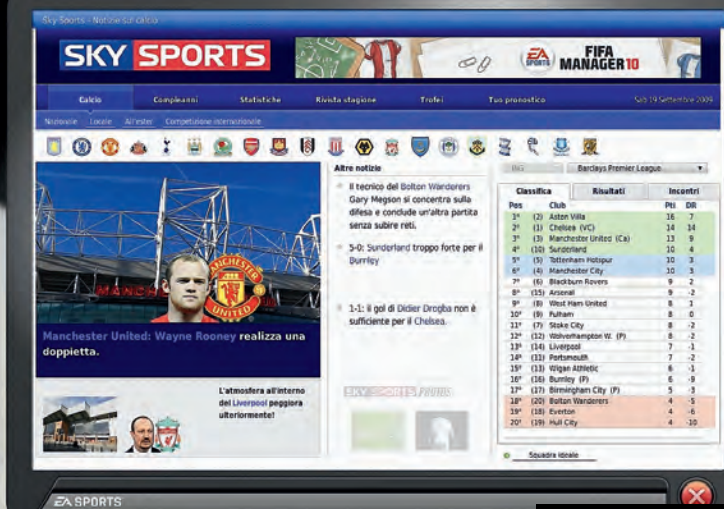 Sky Sports - Notizie sul calcio
SKY SPORTS
EA SPORTS FIFA MANAGER 10
Calcio Compleanni Statistiche Rivista stagione Trofei Tuo pronostico Sab 19 Settembre 2009
Nazionale Locale All'ester Competizione internazionale
MANCH
MANCHESTER UNITED
Manchester United: Wayne Rooney realizza una
doppietta.
L'atmosfera all'interno
del Liverpool peggiora
ulteriormente!
Altre notizie
Il tecnico del Bolton Wanderers
Gary Megson si concentra sulla
difesa e conclude un'altra partita
senza subire reti.
5-0: Sunderland troppo forte per il
Burnley
1-1: il gol di Didier Drogba non è
sufficiente per il Chelsea.
SKY SPORTS PROMO
ING Barclays Premier League
Classifica Risultati Incontri
Pos Club Pti DR
1° (2) Aston Villa 16 7
2° (1) Chelsea (VC) 14 14
3° (3) Manchester United (Ca) 13 9
4° (10) Sunderland 10 4
5° (5) Tottenham Hotspur 10 3
6° (4) Manchester City 10 3
7° (6) Blackburn Rovers 9 2
8° (15) Arsenal 9 -2
9° (8) West Ham United 8 1
10° (9) Fulham 8 0
11° (7) Stoke City 8 -2
12° (12) Wolverhampton W. (P) 8 -2
13° (14) Liverpool 7 -1
14° (11) Portsmouth 7 -2
15° (13) Wigan Athletic 6 -1
16° (16) Burnley (P) 6 -9
17° (17) Birmingham City (P) 5 -3
18° (20) Bolton Wanderers 4 -5
19° (18) Everton 4 -6
20° (19) Hull City 4 -10
Squadra ideale
EA SPORTS